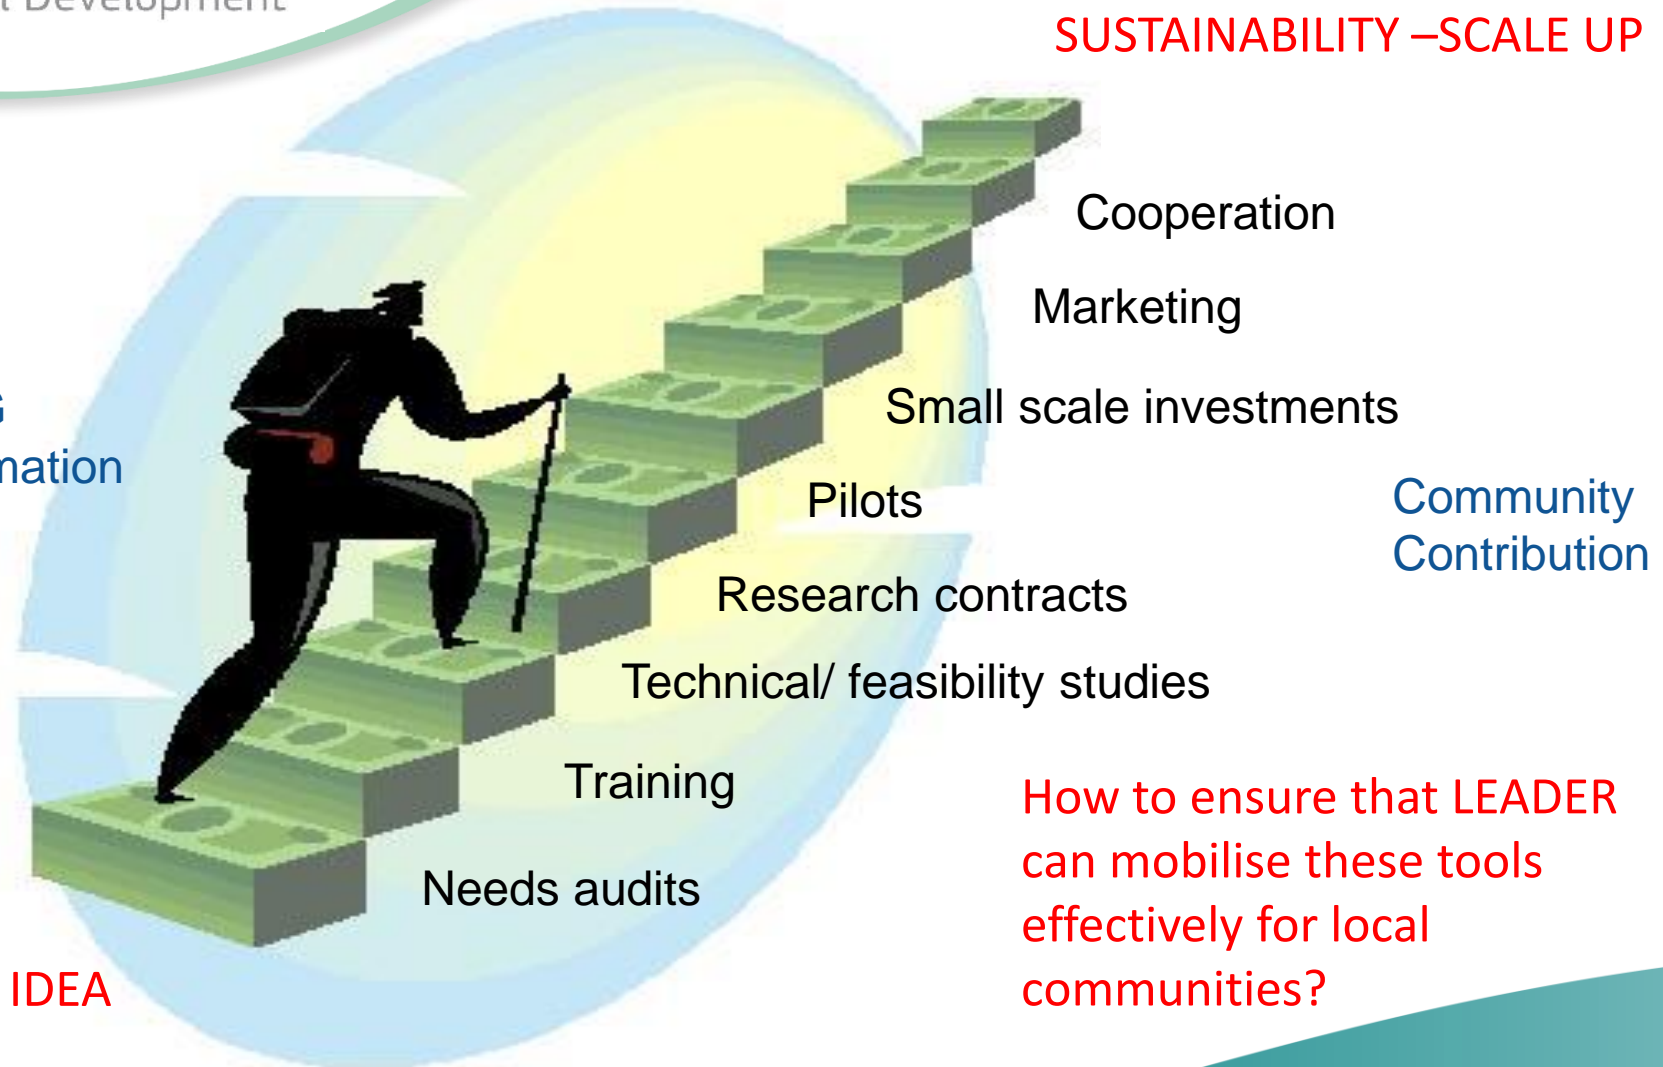 Development
SUSTAINABILITY –SCALE UP
Cooperation
Marketing
Small scale investments
Pilots
Community
Contribution
Research contracts
Technical/ feasibility studies
Training
Needs audits
How to ensure that LEADER
can mobilise these tools
effectively for local
communities?
IDEA